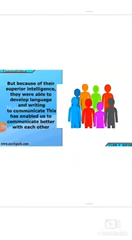 But because of their
superior intelligence,
they were able to
develop language
and writing
to communicate This
has enabled us to
communicate better
with each other